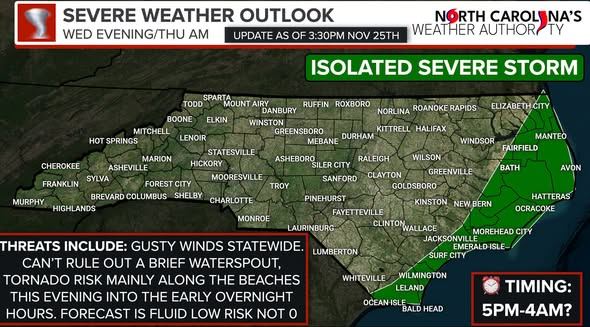 SEVERE WEATHER OUTLOOK
WED EVENING/THU AM
UPDATE AS OF 3:30PM NOV 25TH
NORTH CAROLINA'S
WEATHER AUTHORITY
ISOLATED SEVERE STORM
SPARTA
TODD
MOUNT AIRY
DANBURY
RUFFIN
ROXBORO
NORLINA
ROANOKE RAPIDS
ELIZABETH CITY
BOONE
ELKIN
WINSTON
GREENSBORO
MEBANE
DURHAM
KITTRELL
HALIFAX
WINDSOR
MANTEO
FAIRFIELD
MITCHELL
LENOIR
HOT SPRINGS
STATESVILLE
MARION
HICKORY
ASHEBORO
SILER CITY
RALEIGH
WILSON
BATH
AVON
CHEROKEE
ASHEVILLE
MOORESVILLE
SANFORD
CLAYTON
GREENVILLE
SYLVA
FRANKLIN
FOREST CITY
TROY
GOLDSBORO
HATTERAS
BREVARD
COLUMBUS
SHELBY
CHARLOTTE
PINEHURST
KINSTON
NEW BERN
OCRACOKE
MURPHY
HIGHLANDS
MONROE
FAYETTEVILLE
CLINTON
WALLACE
MOREHEAD CITY
LAURINBURG
JACKSONVILLE
EMERALD ISLE
LUMBERTON
SURF CITY
WHITEVILLE
WILMINGTON
LELAND
OCEAN ISLE
BALD HEAD
THREATS INCLUDE: GUSTY WINDS STATEWIDE.
CAN'T RULE OUT A BRIEF WATERSPOUT,
TORNADO RISK MAINLY ALONG THE BEACHES
THIS EVENING INTO THE EARLY OVERNIGHT
HOURS. FORECAST IS FLUID LOW RISK NOT 0
TIMING:
5PM-4AM?